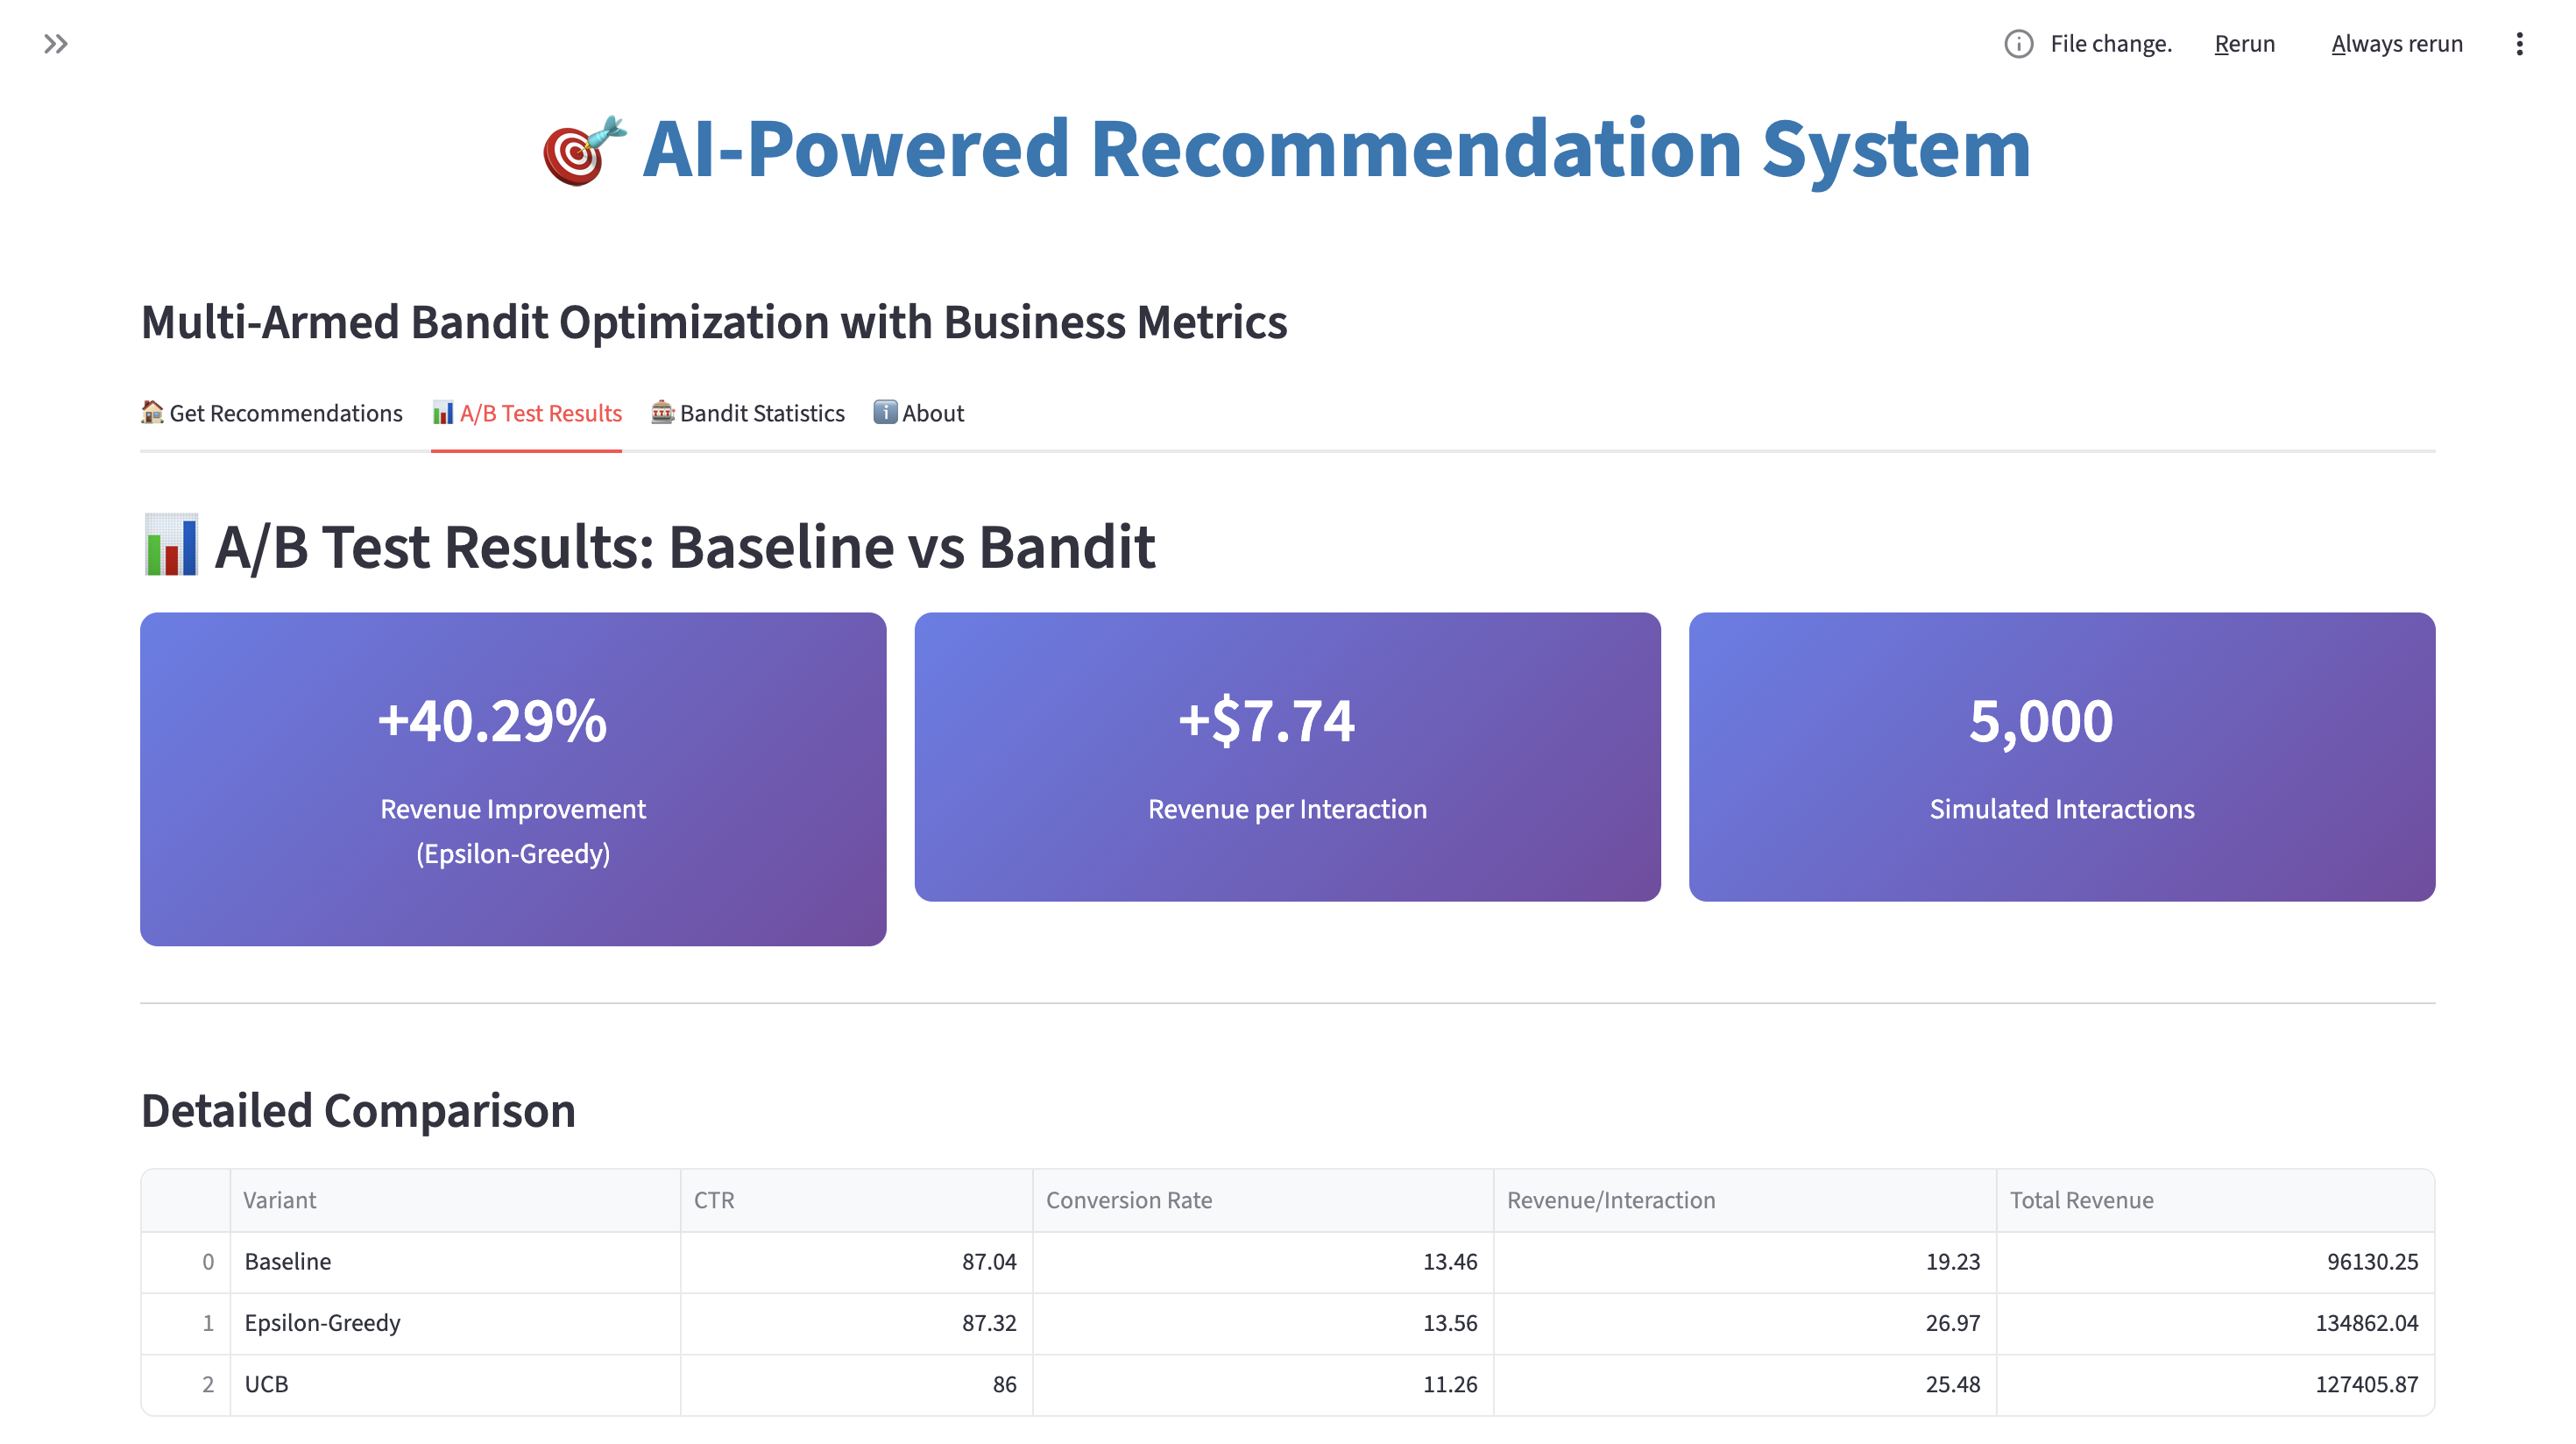 File change. Rerun Always rerun
AI-Powered Recommendation System
Multi-Armed Bandit Optimization with Business Metrics
Get Recommendations A/B Test Results Bandit Statistics About
A/B Test Results: Baseline vs Bandit
+40.29%
Revenue Improvement
(Epsilon-Greedy)
+$7.74
Revenue per Interaction
5,000
Simulated Interactions
Detailed Comparison
Variant CTR Conversion Rate Revenue/Interaction Total Revenue
0 Baseline 87.04 13.46 19.23 96130.25
1 Epsilon-Greedy 87.32 13.56 26.97 134862.04
2 UCB 86 11.26 25.48 127405.87